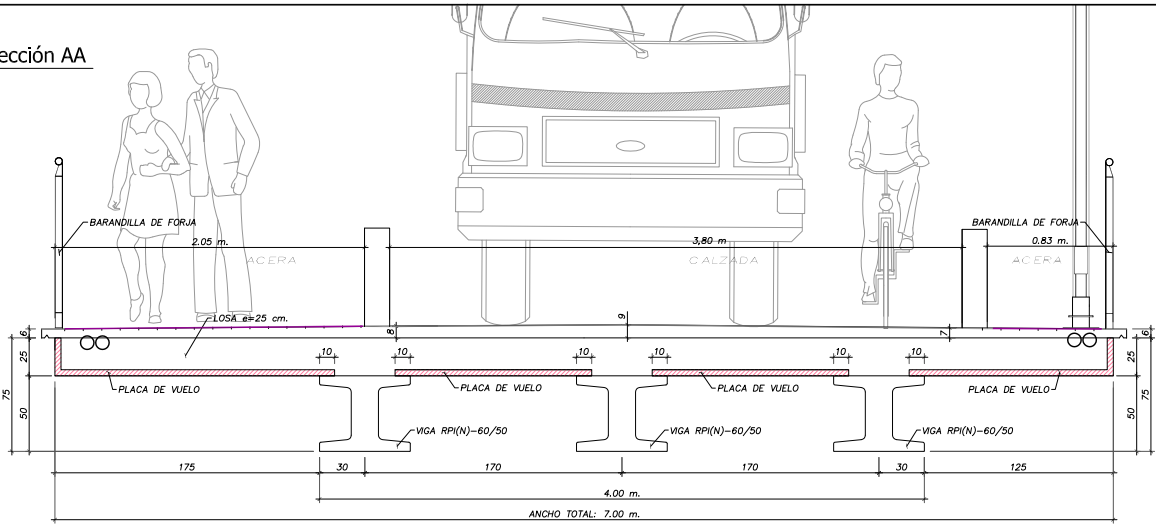 ección AA
BARANDILLA DE FORJA
BARANDILLA DE FORJA
2.05 m.
3,80 m
0.83 m.
ACERA
CALZADA
ACERA
LOSA e=25 cm.
6
8
9
7
6
10
10
10
10
10
10
25
25
75
50
50
75
PLACA DE VUELO
PLACA DE VUELO
PLACA DE VUELO
PLACA DE VUELO
VIGA RPI(N)-60/50
VIGA RPI(N)-60/50
VIGA RPI(N)-60/50
175
30
170
170
30
125
4.00 m.
ANCHO TOTAL: 7.00 m.